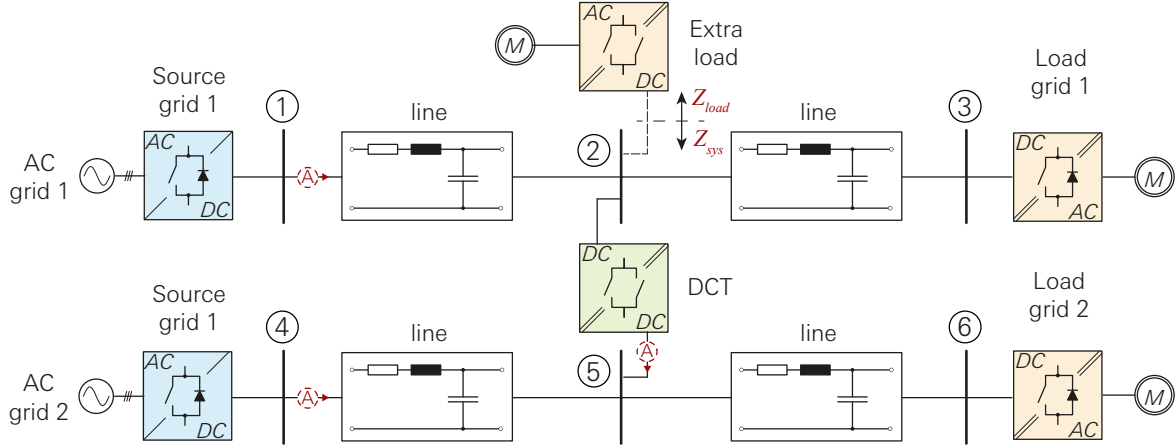 AC
M
DC
Extra
load
Z_load
Z_sys
Source
grid 1
1
line
2
line
3
Load
grid 1
AC
grid 1
AC
DC
A
DC
AC
M
DC
DC
DCT
A
Source
grid 1
4
line
5
line
6
Load
grid 2
AC
grid 2
AC
DC
A
DC
AC
M